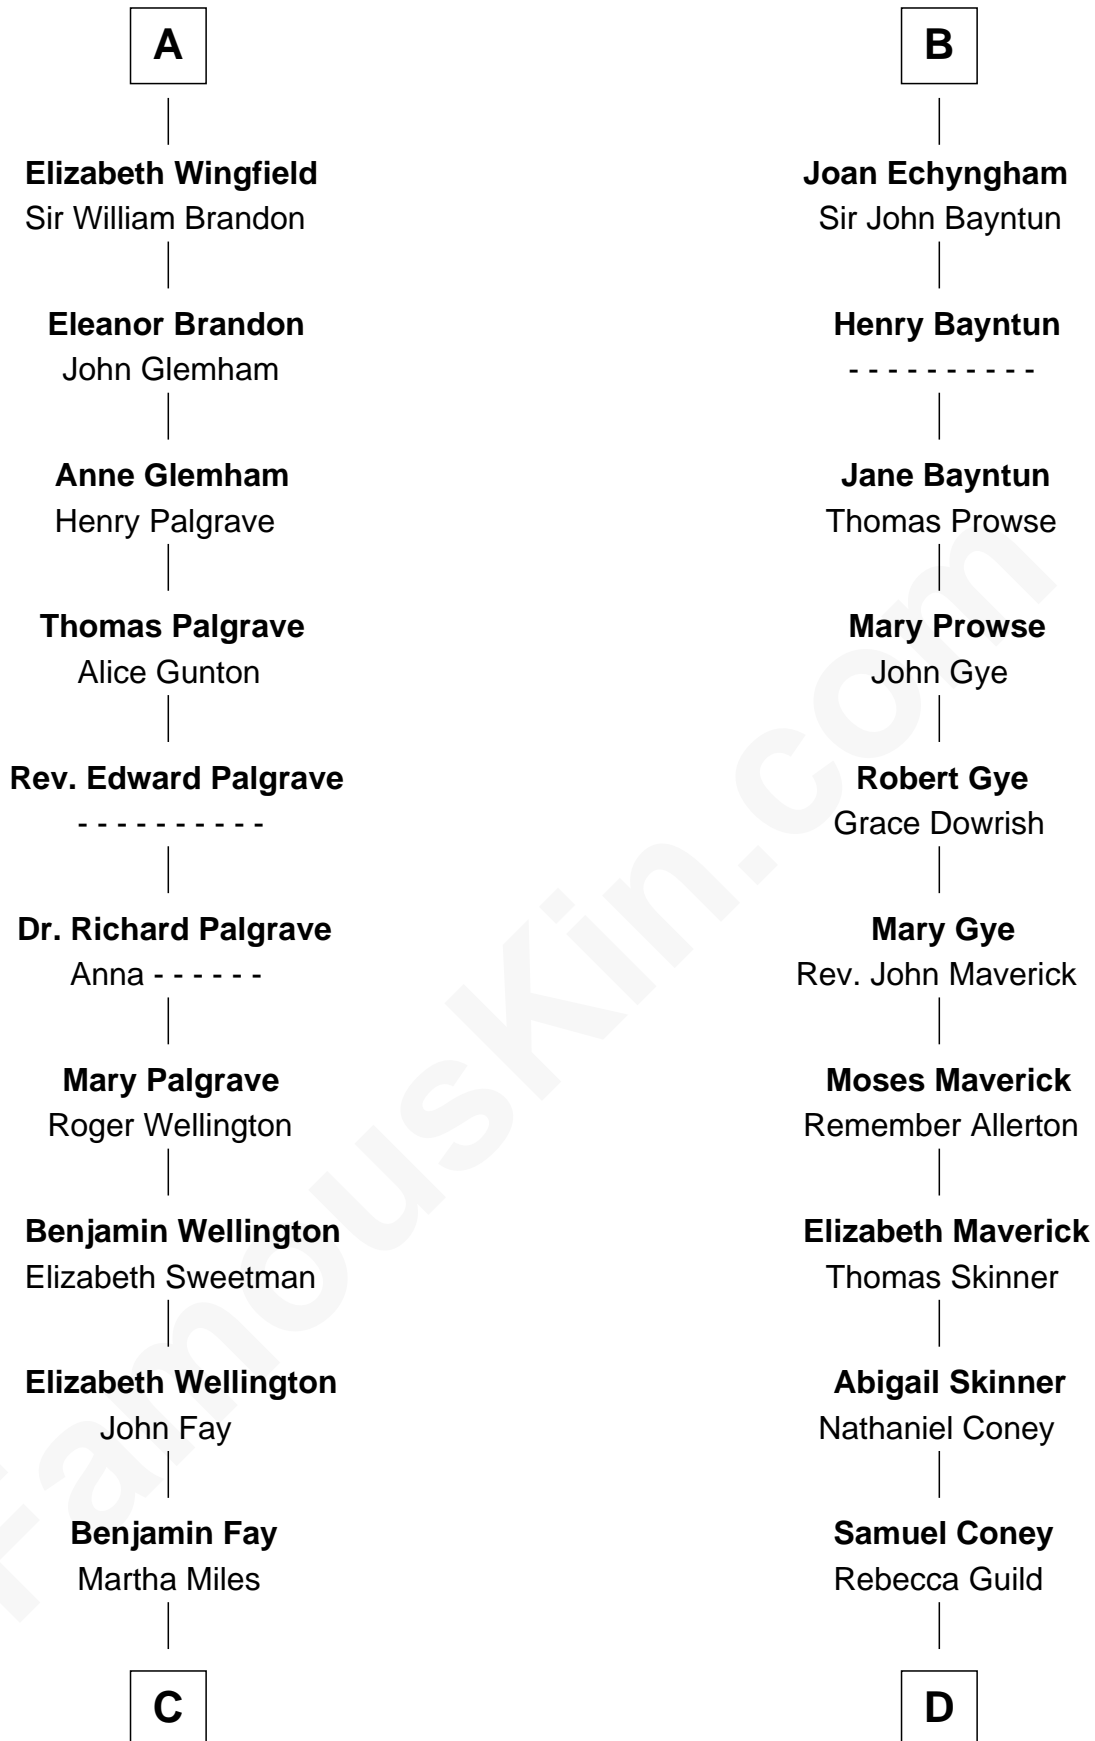 A
Elizabeth Wingfield
Sir William Brandon
Eleanor Brandon
John Glemham
Anne Glemham
Henry Palgrave
Thomas Palgrave
Alice Gunton
Rev. Edward Palgrave
- - - - - - - - - -
Dr. Richard Palgrave
Anna - - - - - -
Mary Palgrave
Roger Wellington
Benjamin Wellington
Elizabeth Sweetman
Elizabeth Wellington
John Fay
Benjamin Fay
Martha Miles
C
B
Joan Echyngham
Sir John Bayntun
Henry Bayntun
- - - - - - - - - -
Jane Bayntun
Thomas Prowse
Mary Prowse
John Gye
Robert Gye
Grace Dowrish
Mary Gye
Rev. John Maverick
Moses Maverick
Remember Allerton
Elizabeth Maverick
Thomas Skinner
Abigail Skinner
Nathaniel Coney
Samuel Coney
Rebecca Guild
D
FamousKin.com